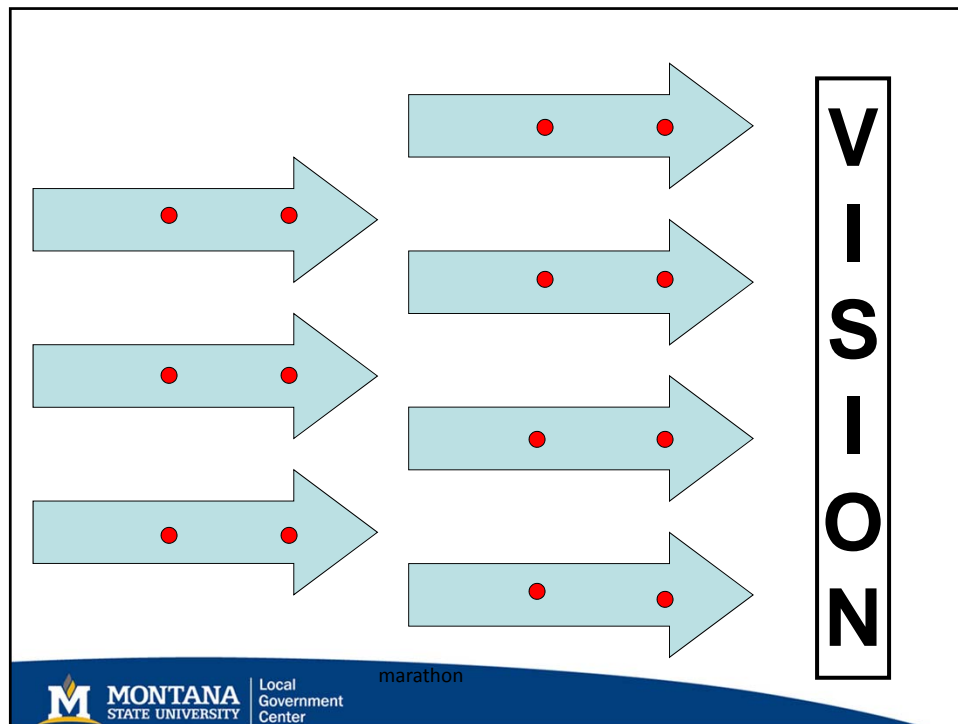 V
I
S
I
O
N
marathon
M MONTANA
STATE UNIVERSITY
Local
Government
Center